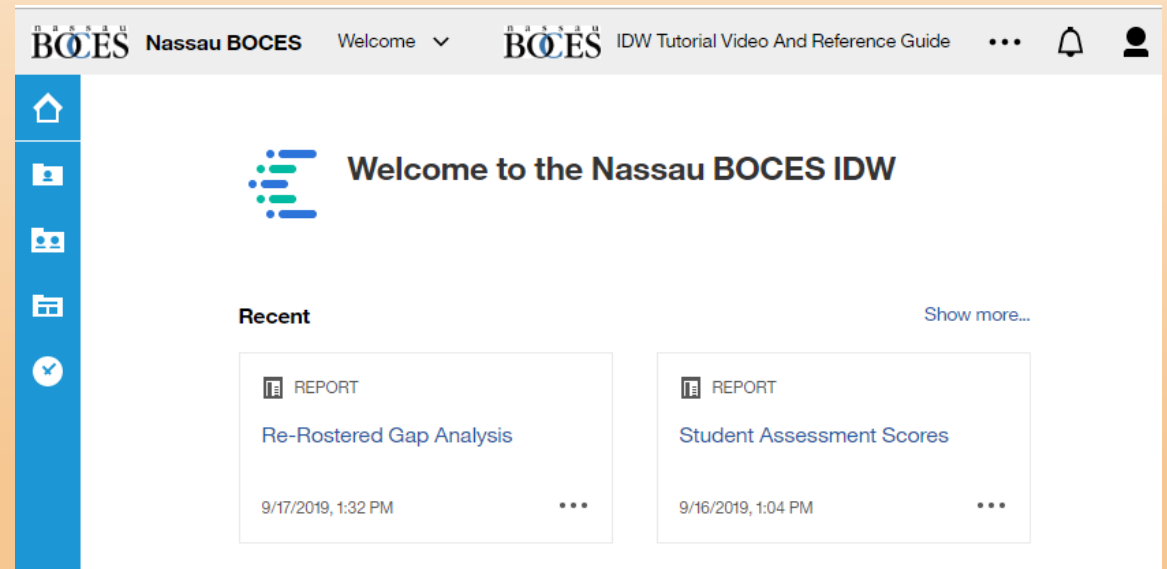 nassau
BOCES Nassau BOCES Welcome nassau BOCES IDW Tutorial Video And Reference Guide
Welcome to the Nassau BOCES IDW
Recent Show more...
REPORT REPORT
Re-Rostered Gap Analysis Student Assessment Scores
9/17/2019, 1:32 PM 9/16/2019, 1:04 PM